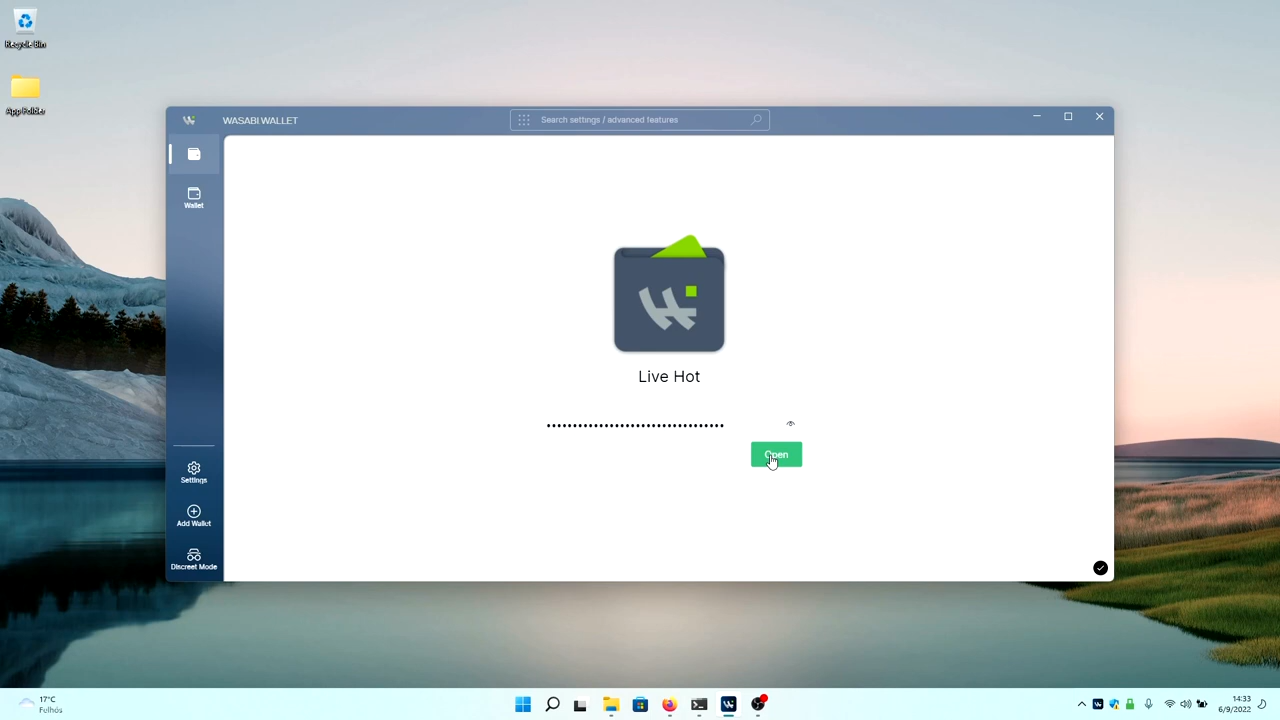 Recycle Bin
App Folder
WASABI WALLET
Search settings / advanced features
Wallet
Live Hot
Open
Settings
Add Wallet
Discreet Mode
17°C
Felhős
14:33
6/9/2022